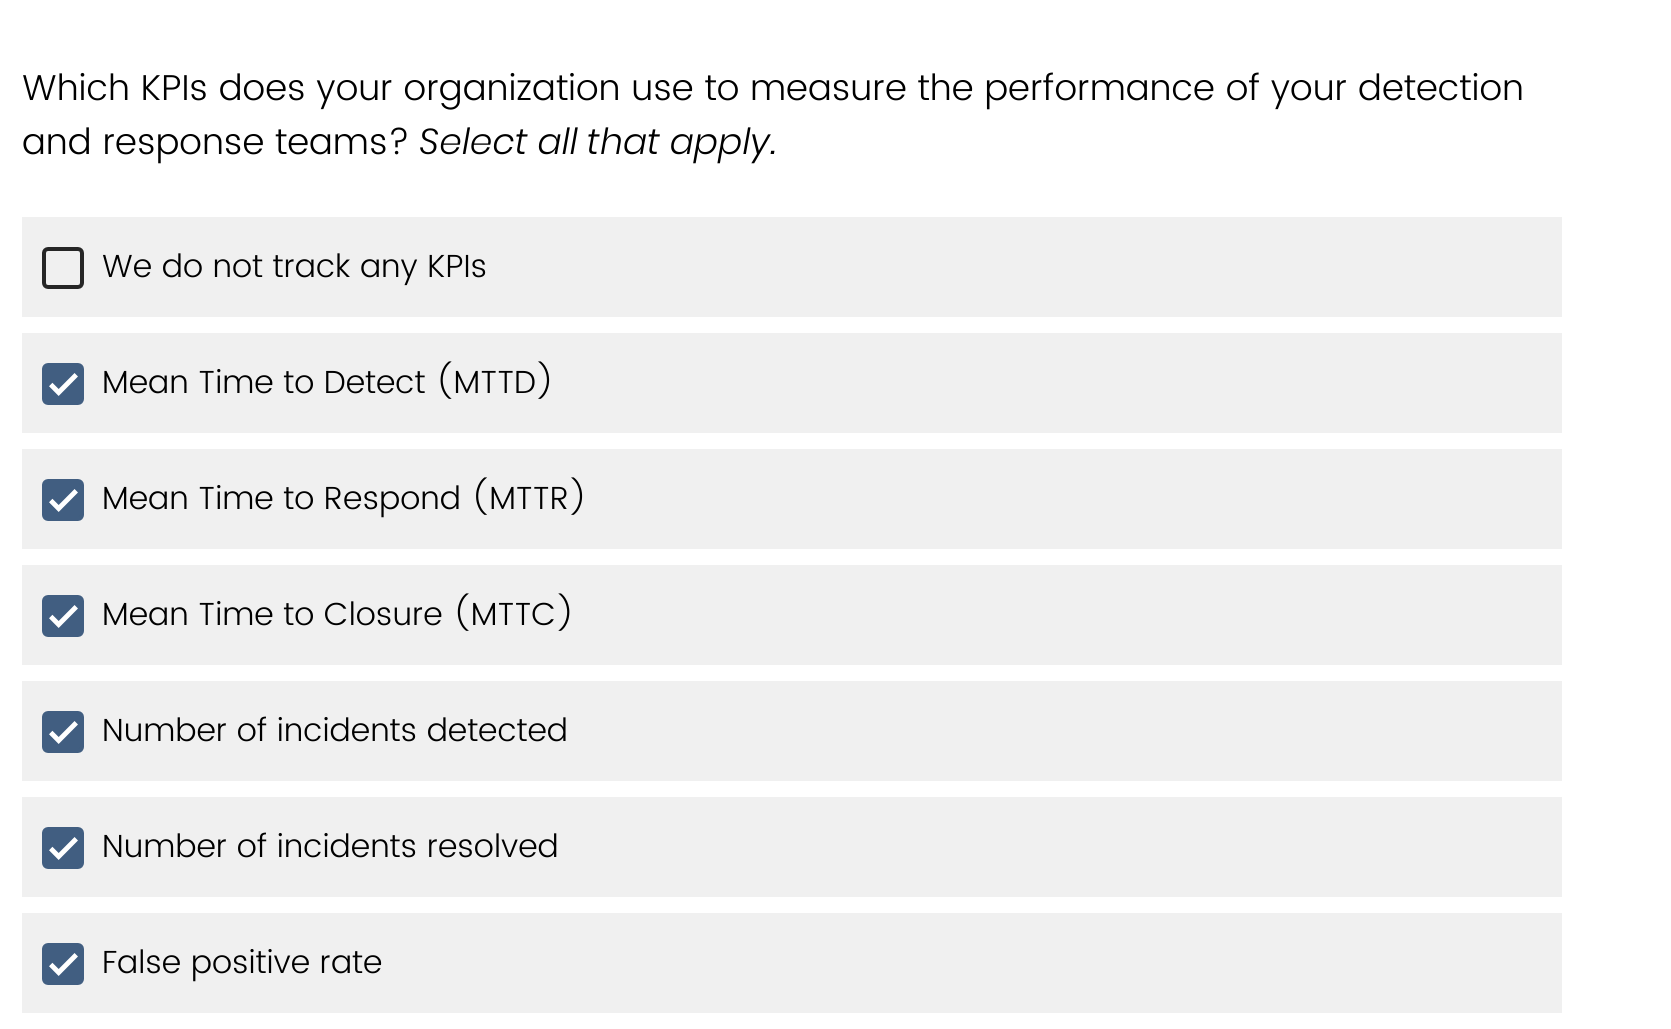 Which KPIs does your organization use to measure the performance of your detection
and response teams? Select all that apply.
We do not track any KPIs
Mean Time to Detect (MTTD)
Mean Time to Respond (MTTR)
Mean Time to Closure (MTTC)
Number of incidents detected
Number of incidents resolved
False positive rate